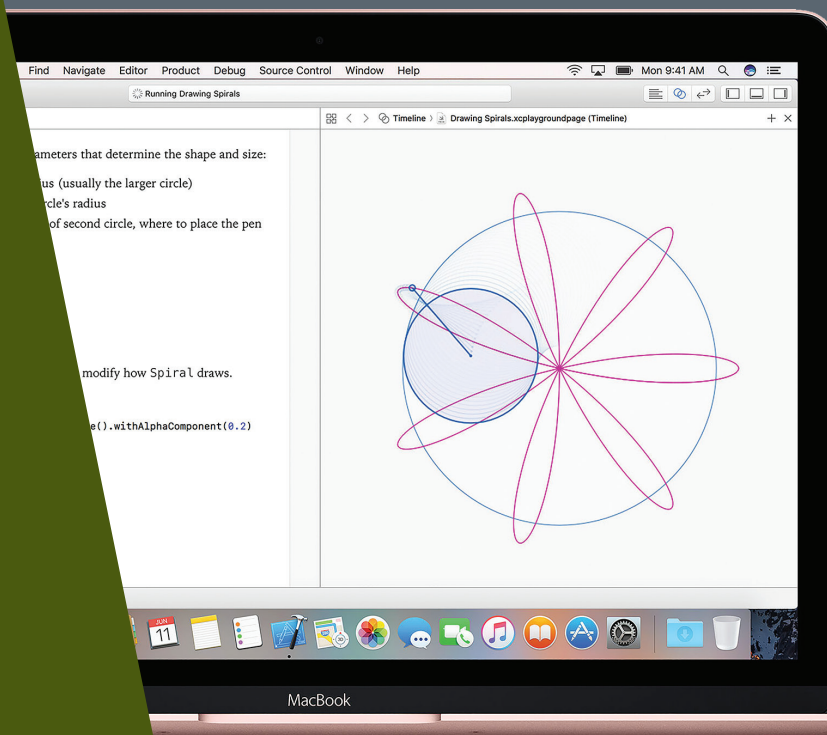 Find Navigate Editor Product Debug Source Control Window Help Mon 9:41 AM
Running Drawing Spirals
Timeline Drawing Spirals.xcplaygroundpage (Timeline)
ameters that determine the shape and size:
us (usually the larger circle)
rcle's radius
of second circle, where to place the pen
modify how Spiral draws.
e().withAlphaComponent(0.2)
JUN
11
MacBook